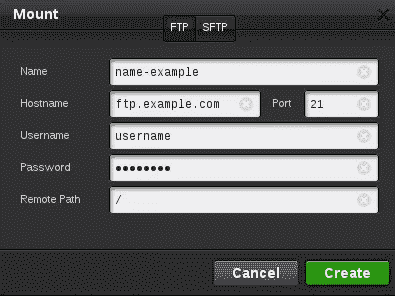 Mount
FTP SFTP
Name name-example
Hostname ftp.example.com Port 21
Username username
Password ••••••••
Remote Path /
Cancel Create